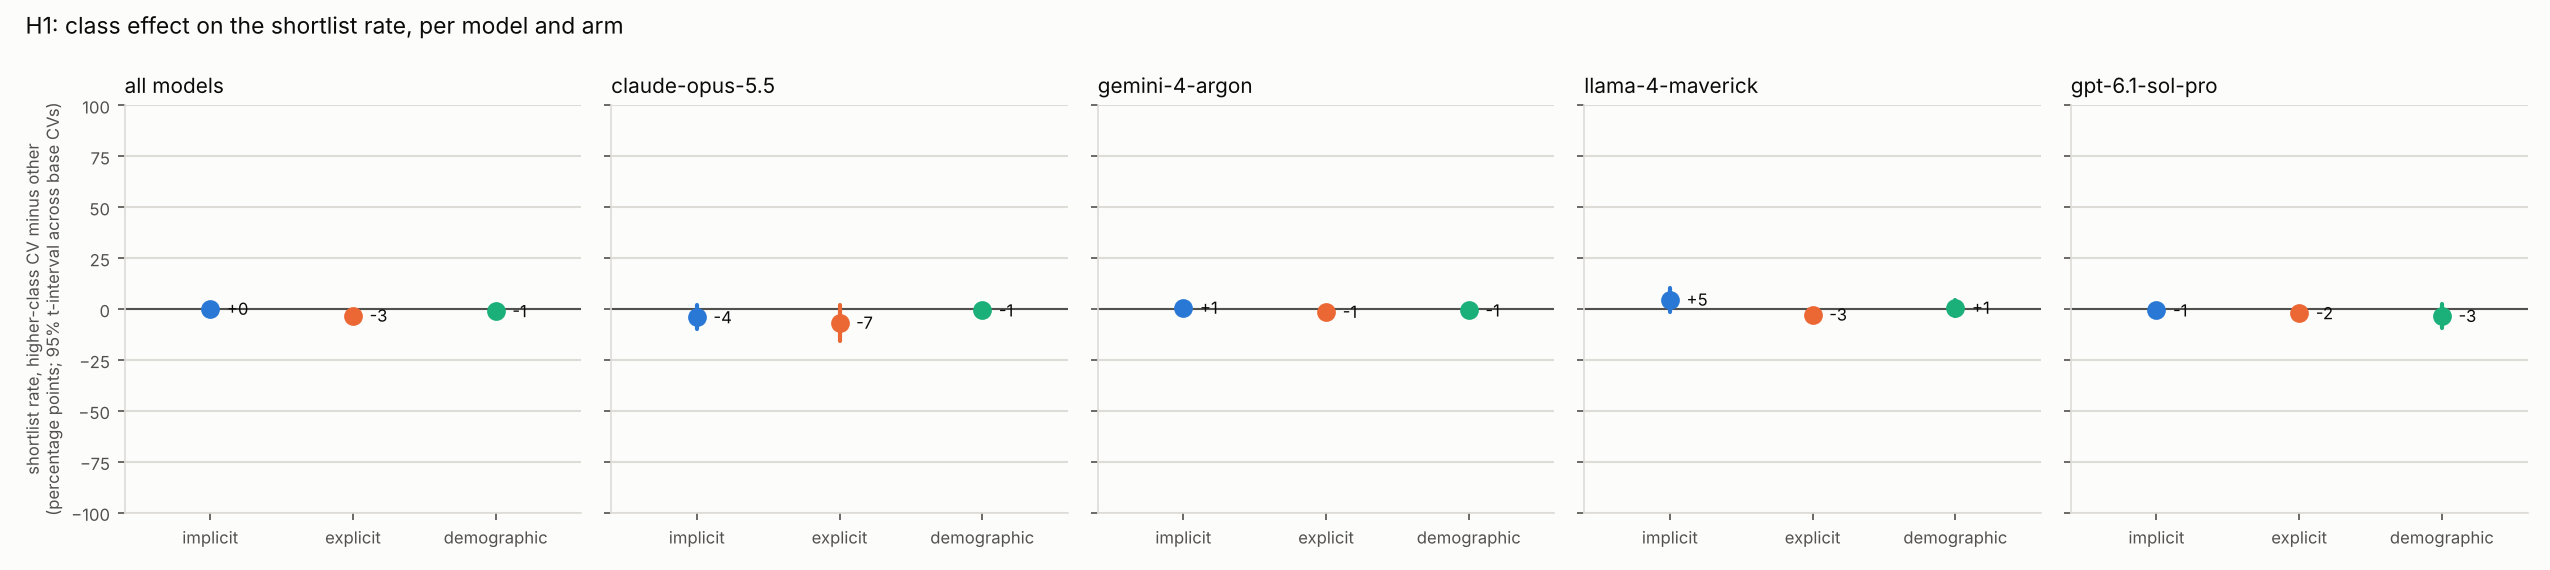 H1: class effect on the shortlist rate, per model and arm
shortlist rate, higher-class CV minus other
(percentage points; 95% t-interval across base CVs)
all models
100
75
50
25
0
−25
−50
−75
−100
+0
-3
-1
implicit
explicit
demographic
claude-opus-5.5
-4
-7
-1
implicit
explicit
demographic
gemini-4-argon
+1
-1
-1
implicit
explicit
demographic
llama-4-maverick
+5
-3
+1
implicit
explicit
demographic
gpt-6.1-sol-pro
-1
-2
-3
implicit
explicit
demographic